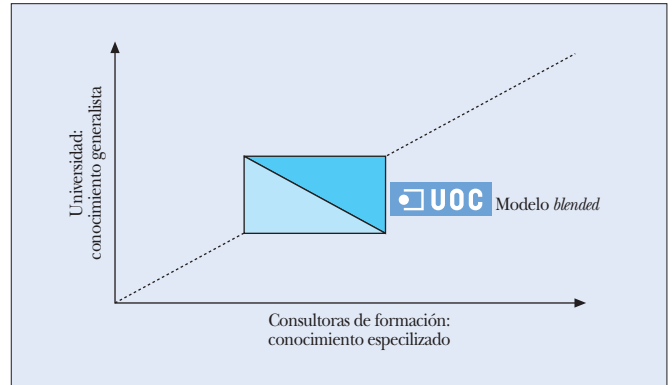 Universidad:
conocimiento generalista
UOC Modelo blended
Consultoras de formación:
conocimiento especilizado